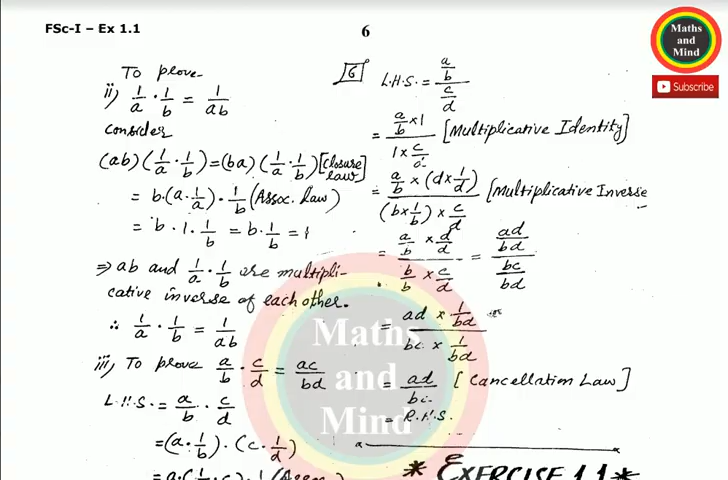 FSc-I – Ex 1.1
6
Maths
and
Mind
Subscribe
To prove
ii) 1/a · 1/b = 1/ab
consider
(ab)(1/a · 1/b) = (ba)(1/a · 1/b) [closure law]
= b·(a · 1/a) · 1/b (Assoc. Law)
= b · 1 · 1/b = b · 1/b = 1
⇒ ab and 1/a · 1/b are multipli-
cative inverse of each other.
∴ 1/a · 1/b = 1/ab
iii) To prove a/b · c/d = ac/bd
L.H.S. = a/b · c/d
= (a · 1/b) · (c · 1/d)
6 L.H.S. = (a/b)/(c/d)
= (a/b × 1)/(1 × c/d) [Multiplicative Identity]
= (a/b × (d × 1/d))/((b × 1/b) × c/d) [Multiplicative Inverse
= (a/b × d/d)/(b/b × c/d) = (ad/bd)/(bc/bd)
= (ad × 1/bd)/(bc × 1/bd)
= ad/bc [Cancellation Law]
= R.H.S.
* EXERCISE 1.1 *
Maths
and
Mind